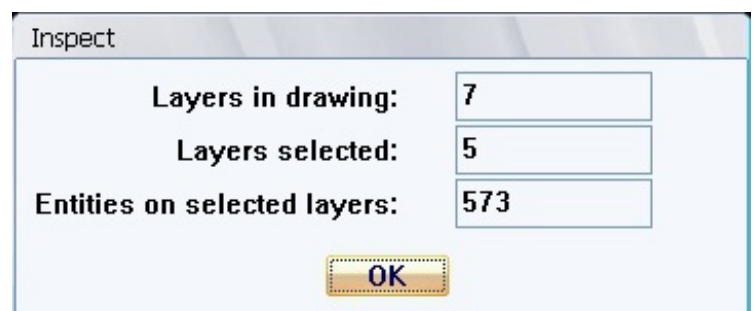 Inspect
Layers in drawing: 7
Layers selected: 5
Entities on selected layers: 573
OK